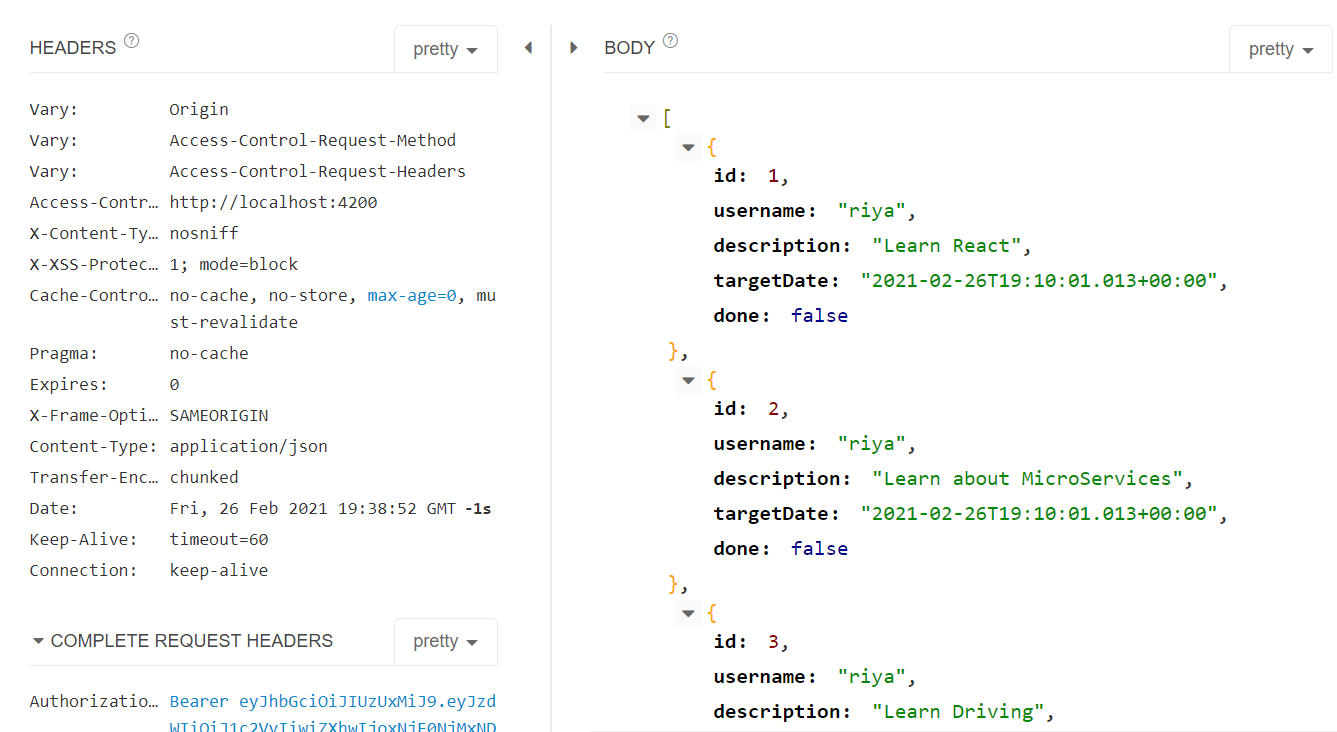 HEADERS ?
pretty
Vary: Origin
Vary: Access-Control-Request-Method
Vary: Access-Control-Request-Headers
Access-Contr… http://localhost:4200
X-Content-Ty… nosniff
X-XSS-Protec… 1; mode=block
Cache-Contro… no-cache, no-store, max-age=0, mu
st-revalidate
Pragma: no-cache
Expires: 0
X-Frame-Opti… SAMEORIGIN
Content-Type: application/json
Transfer-Enc… chunked
Date: Fri, 26 Feb 2021 19:38:52 GMT -1s
Keep-Alive: timeout=60
Connection: keep-alive
COMPLETE REQUEST HEADERS
pretty
Authorizatio… Bearer eyJhbGciOiJIUzUxMiJ9.eyJzd
BODY ?
pretty
[
{
id: 1,
username: "riya",
description: "Learn React",
targetDate: "2021-02-26T19:10:01.013+00:00",
done: false
},
{
id: 2,
username: "riya",
description: "Learn about MicroServices",
targetDate: "2021-02-26T19:10:01.013+00:00",
done: false
},
{
id: 3,
username: "riya",
description: "Learn Driving",